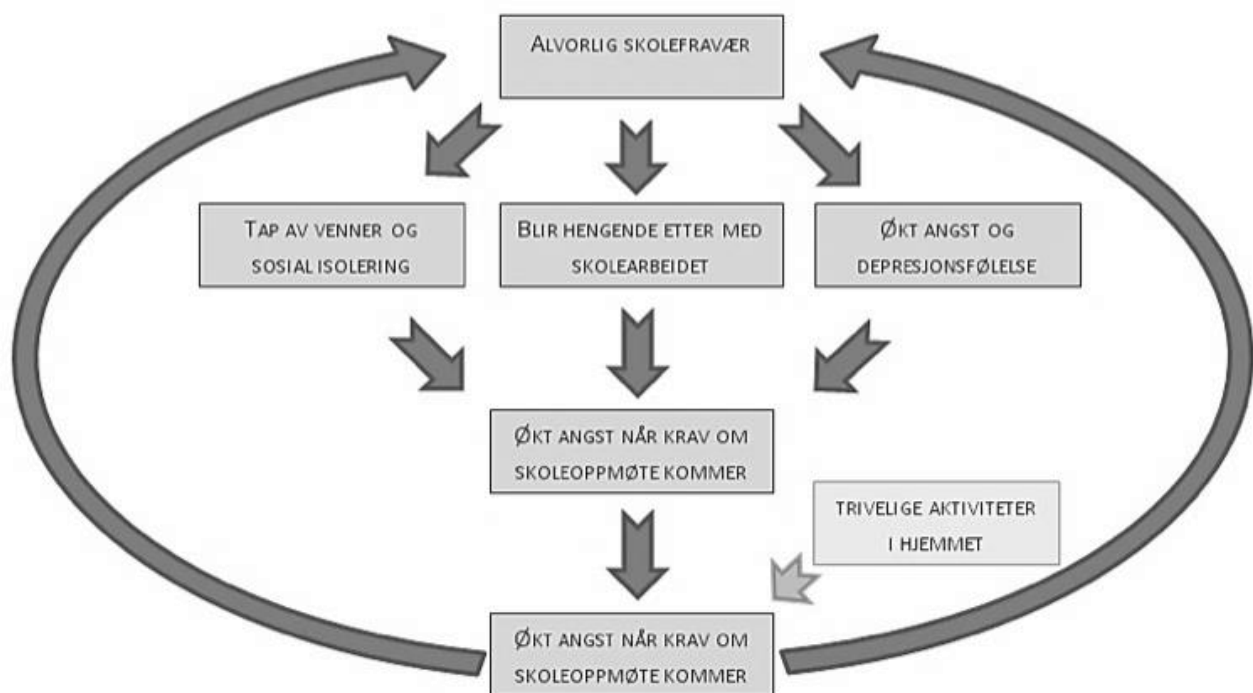 ALVORLIG SKOLEFRAVÆR
TAP AV VENNER OG
SOSIAL ISOLERING
BLIR HENGENDE ETTER MED
SKOLEARBEIDET
ØKT ANGST OG
DEPRESJONSFØLELSE
ØKT ANGST NÅR KRAV OM
SKOLEOPPMØTE KOMMER
TRIVELIGE AKTIVITETER
I HJEMMET
ØKT ANGST NÅR KRAV OM
SKOLEOPPMØTE KOMMER